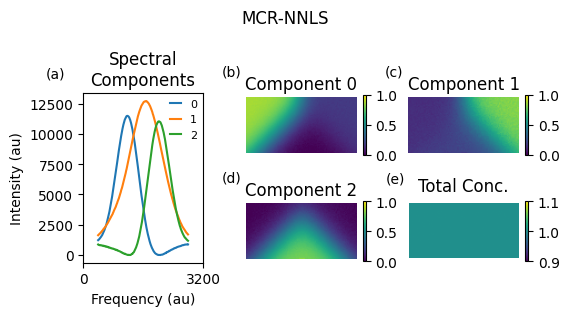 MCR-NNLS
(a)
Spectral
Components
0
1
2
12500
10000
7500
5000
2500
0
Intensity (au)
0
3200
Frequency (au)
(b)
Component 0
1.0
0.5
0.0
(c)
Component 1
1.0
0.5
0.0
(d)
Component 2
1.0
0.5
0.0
(e)
Total Conc.
1.1
1.0
0.9